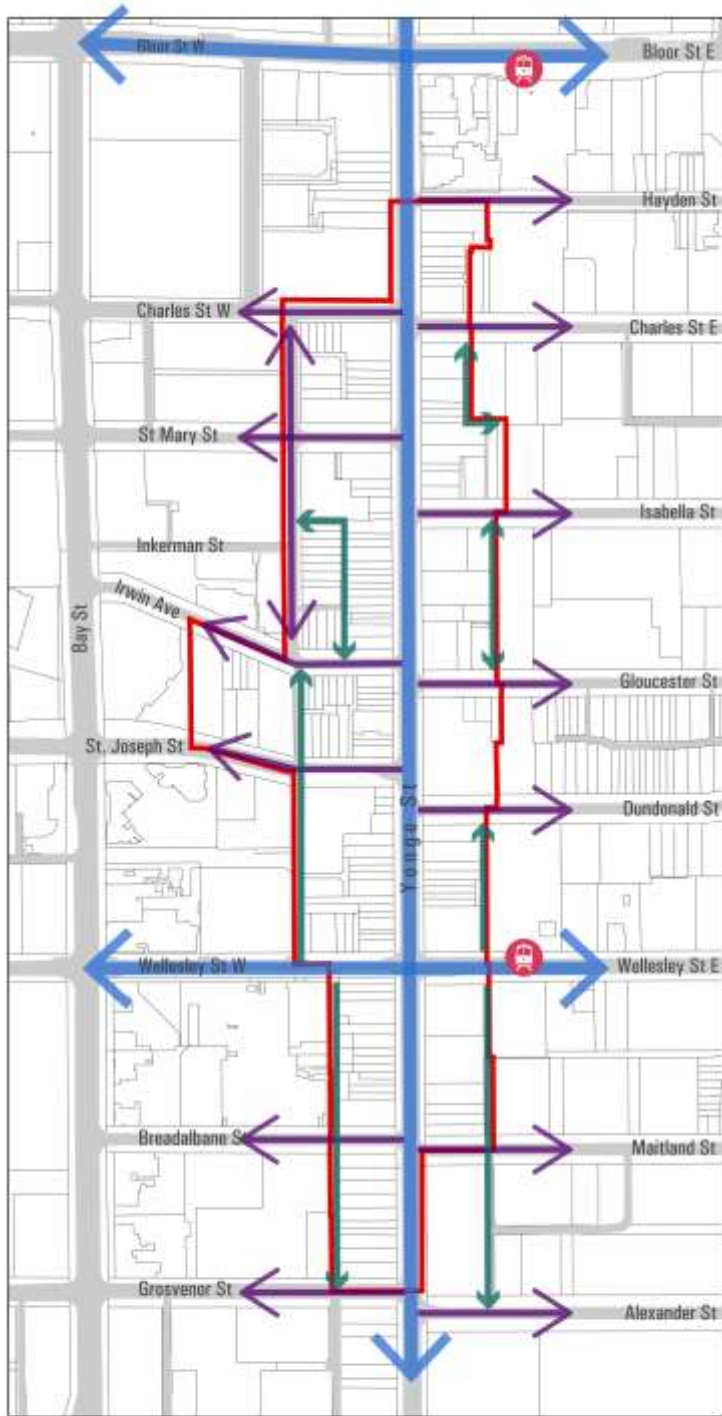 Bloor St W
Bloor St E
Hayden St
Charles St W
Charles St E
St Mary St
Isabella St
Inkerman St
Irwin Ave
Bay St
Gloucester St
St. Joseph St
Yonge St
Dundonald St
Wellesley St W
Wellesley St E
Breadalbane St
Maitland St
Grosvenor St
Alexander St